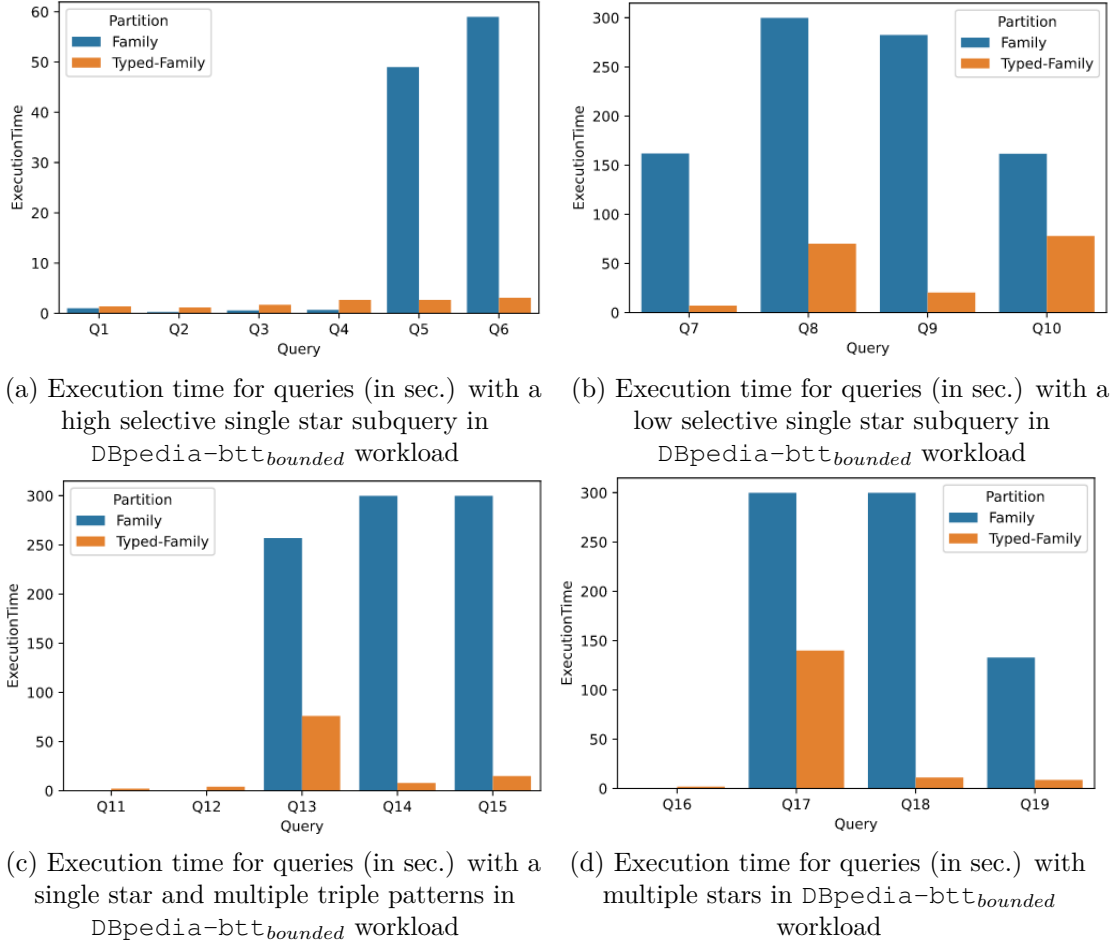 60
50
40
30
20
10
0
ExecutionTime
Partition
Family
Typed-Family
Q1 Q2 Q3 Q4 Q5 Q6
Query
(a) Execution time for queries (in sec.) with a
high selective single star subquery in
DBpedia-btt_bounded workload
300
250
200
150
100
50
0
ExecutionTime
Partition
Family
Typed-Family
Q7 Q8 Q9 Q10
Query
(b) Execution time for queries (in sec.) with a
low selective single star subquery in
DBpedia-btt_bounded workload
300
250
200
150
100
50
0
ExecutionTime
Partition
Family
Typed-Family
Q11 Q12 Q13 Q14 Q15
Query
(c) Execution time for queries (in sec.) with a
single star and multiple triple patterns in
DBpedia-btt_bounded workload
300
250
200
150
100
50
0
ExecutionTime
Partition
Family
Typed-Family
Q16 Q17 Q18 Q19
Query
(d) Execution time for queries (in sec.) with
multiple stars in DBpedia-btt_bounded
workload